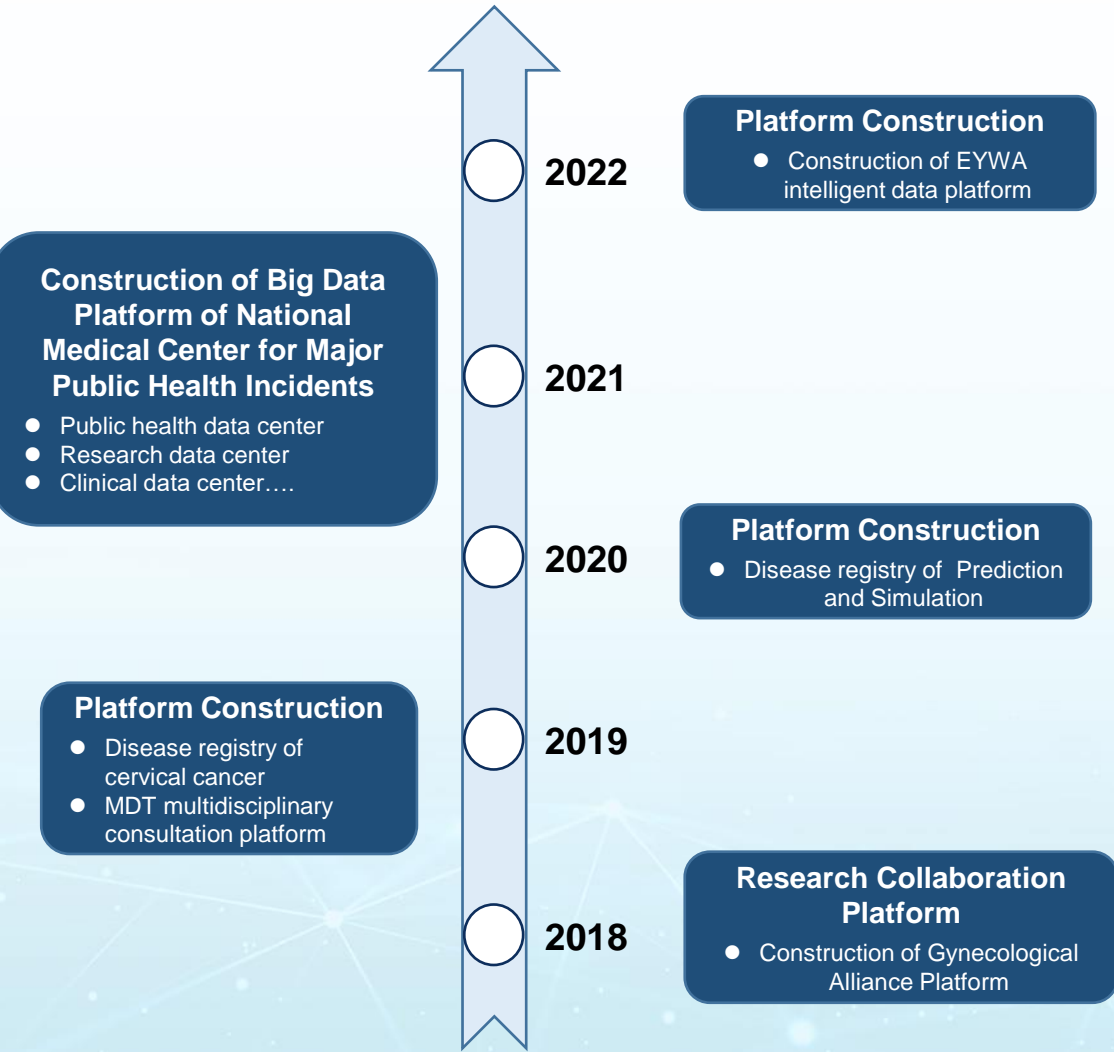 2022
Platform Construction
● Construction of EYWA
intelligent data platform
Construction of Big Data
Platform of National
Medical Center for Major
Public Health Incidents
● Public health data center
● Research data center
● Clinical data center....
2021
2020
Platform Construction
● Disease registry of  Prediction
and Simulation
Platform Construction
● Disease registry of
cervical cancer
● MDT multidisciplinary
consultation platform
2019
2018
Research Collaboration
Platform
● Construction of Gynecological
Alliance Platform